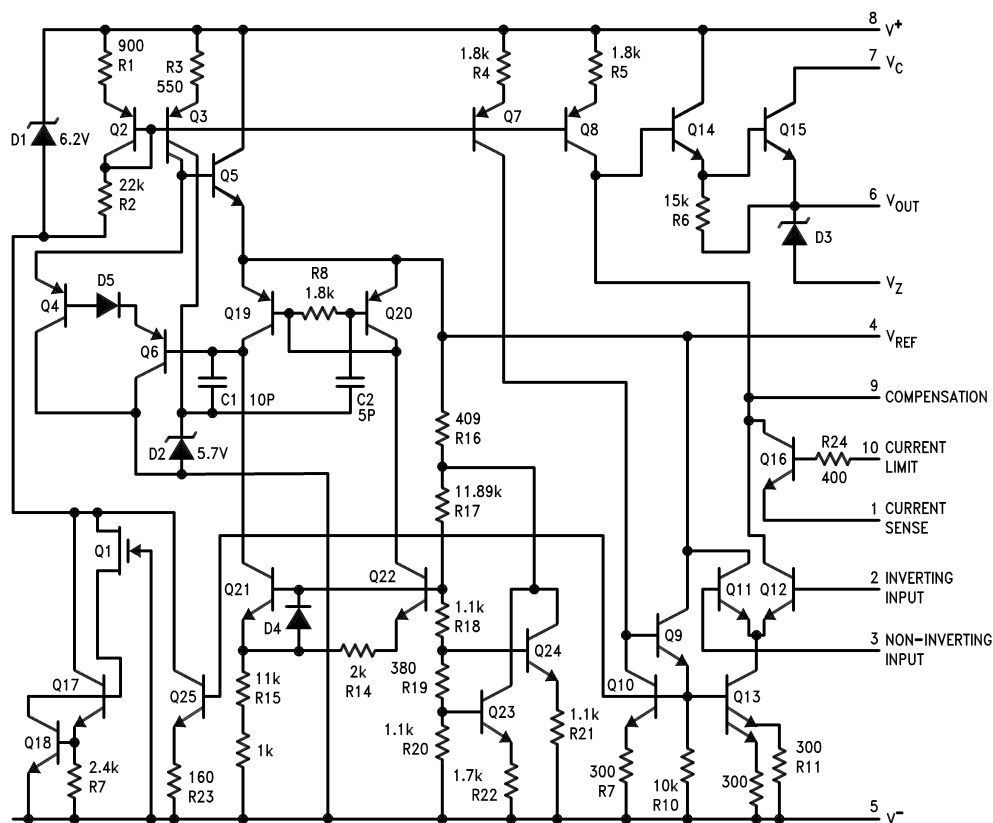 8 V+
7 VC
900
R1
R3
550
1.8k
R4
1.8k
R5
D1
6.2V
Q2
Q3
Q7
Q8
Q14
Q15
22k
R2
Q5
15k
R6
6 VOUT
D3
VZ
D5
R8
1.8k
Q4
Q19
Q20
4 VREF
Q6
C1
10P
C2
5P
9 COMPENSATION
409
R16
R24
400
10 CURRENT
LIMIT
Q16
D2
5.7V
11.89k
R17
1 CURRENT
SENSE
Q1
Q21
Q22
Q11
Q12
2 INVERTING
INPUT
D4
1.1k
R18
Q9
3 NON-INVERTING
INPUT
Q24
2k
R14
380
R19
Q17
Q25
11k
R15
Q10
Q13
Q23
1.1k
R21
Q18
1.1k
R20
2.4k
R7
160
R23
1k
1.7k
R22
300
R7
10k
R10
300
300
R11
5 V-